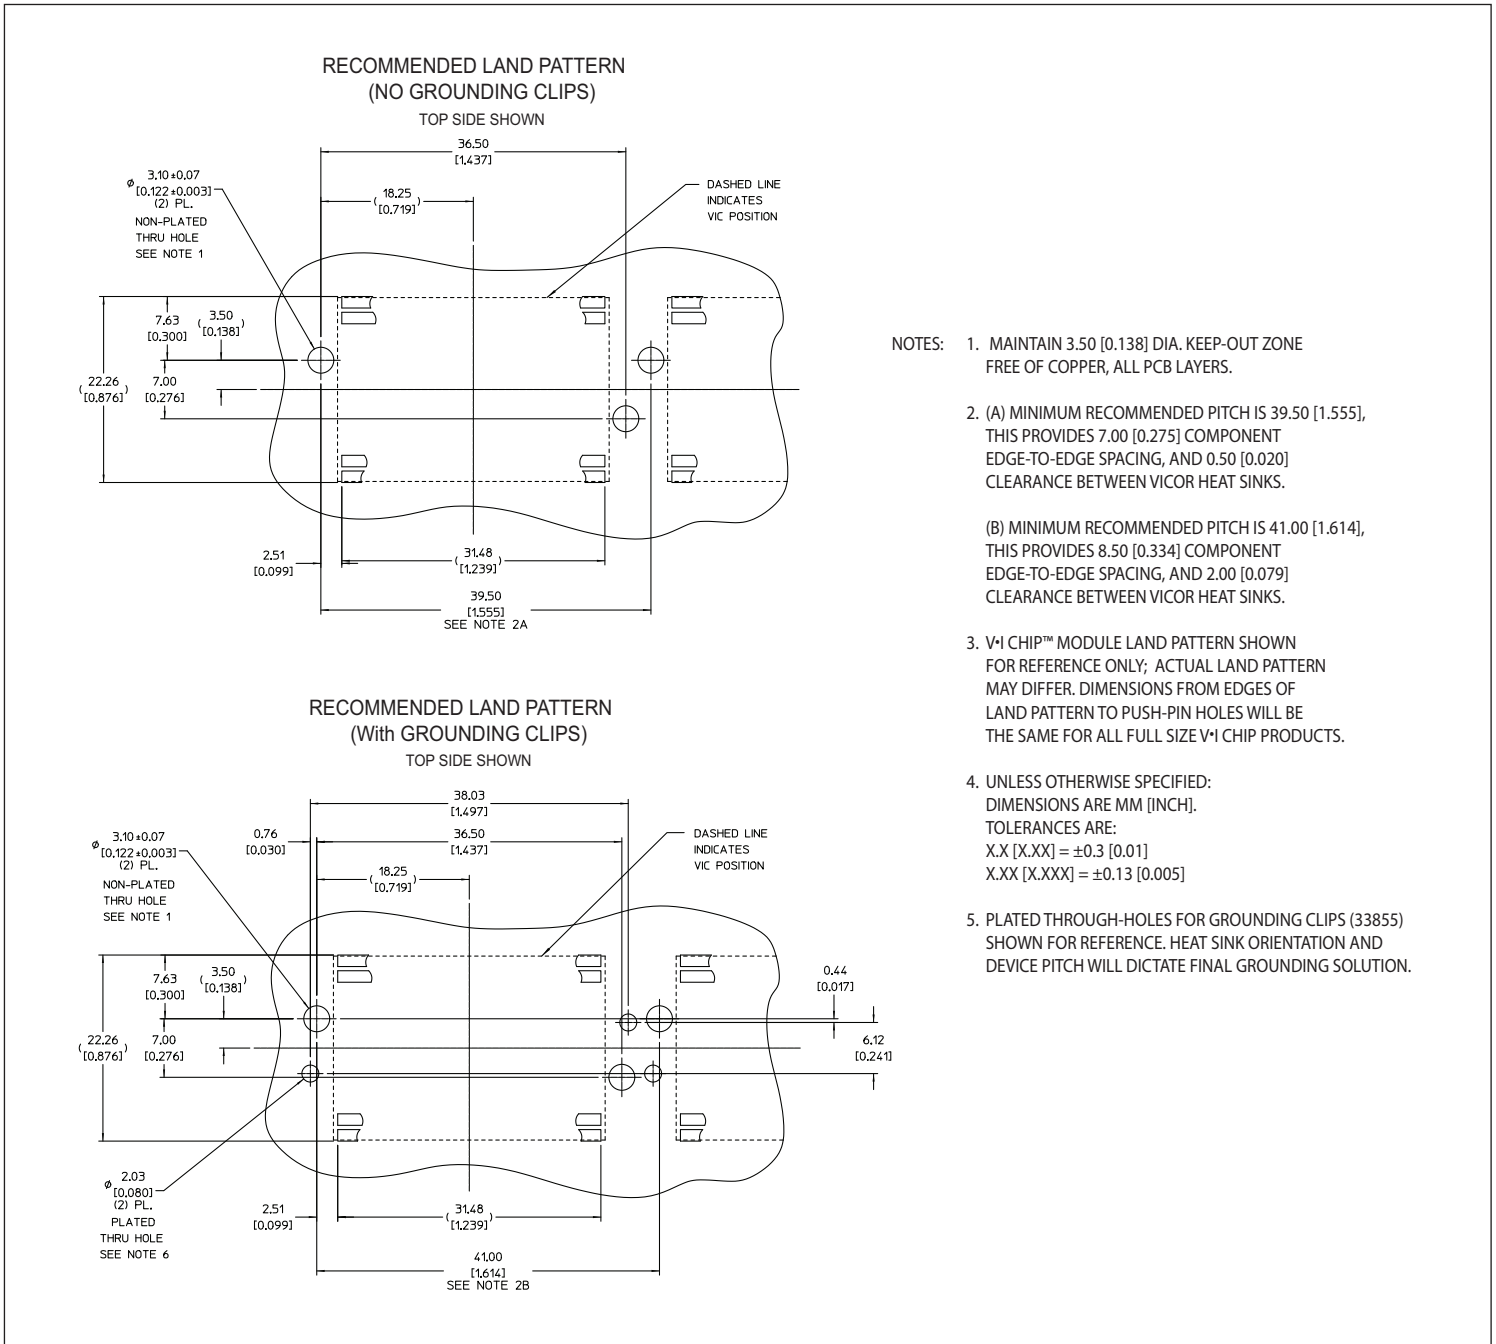 RECOMMENDED LAND PATTERN
(NO GROUNDING CLIPS)
TOP SIDE SHOWN
36.50
[1.437]
3.10±0.07
ø [0.122±0.003]
(2) PL.
NON-PLATED
THRU HOLE
SEE NOTE 1
( 18.25 )
[0.719]
DASHED LINE
INDICATES
VIC POSITION
7.63
[0.300]
( 3.50 )
[0.138]
( 22.26 )
[0.876]
7.00
[0.276]
2.51
[0.099]
( 31.48 )
[1.239]
39.50
[1.555]
SEE NOTE 2A
RECOMMENDED LAND PATTERN
(With GROUNDING CLIPS)
TOP SIDE SHOWN
38.03
[1.497]
3.10±0.07
ø [0.122±0.003]
(2) PL.
NON-PLATED
THRU HOLE
SEE NOTE 1
0.76
[0.030]
36.50
[1.437]
( 18.25 )
[0.719]
DASHED LINE
INDICATES
VIC POSITION
7.63
[0.300]
( 3.50 )
[0.138]
0.44
[0.017]
( 22.26 )
[0.876]
7.00
[0.276]
6.12
[0.241]
ø 2.03
[0.080]
(2) PL.
PLATED
THRU HOLE
SEE NOTE 6
2.51
[0.099]
( 31.48 )
[1.239]
41.00
[1.614]
SEE NOTE 2B
NOTES: 1. MAINTAIN 3.50 [0.138] DIA. KEEP-OUT ZONE
FREE OF COPPER, ALL PCB LAYERS.
2. (A) MINIMUM RECOMMENDED PITCH IS 39.50 [1.555],
THIS PROVIDES 7.00 [0.275] COMPONENT
EDGE-TO-EDGE SPACING, AND 0.50 [0.020]
CLEARANCE BETWEEN VICOR HEAT SINKS.
(B) MINIMUM RECOMMENDED PITCH IS 41.00 [1.614],
THIS PROVIDES 8.50 [0.334] COMPONENT
EDGE-TO-EDGE SPACING, AND 2.00 [0.079]
CLEARANCE BETWEEN VICOR HEAT SINKS.
3. V•I CHIP™ MODULE LAND PATTERN SHOWN
FOR REFERENCE ONLY; ACTUAL LAND PATTERN
MAY DIFFER. DIMENSIONS FROM EDGES OF
LAND PATTERN TO PUSH-PIN HOLES WILL BE
THE SAME FOR ALL FULL SIZE V•I CHIP PRODUCTS.
4. UNLESS OTHERWISE SPECIFIED:
DIMENSIONS ARE MM [INCH].
TOLERANCES ARE:
X.X [X.XX] = ±0.3 [0.01]
X.XX [X.XXX] = ±0.13 [0.005]
5. PLATED THROUGH-HOLES FOR GROUNDING CLIPS (33855)
SHOWN FOR REFERENCE. HEAT SINK ORIENTATION AND
DEVICE PITCH WILL DICTATE FINAL GROUNDING SOLUTION.